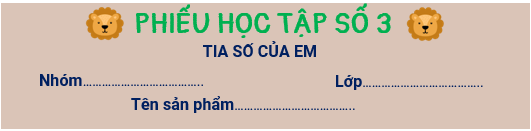 PHIẾU HỌC TẬP SỐ 3
TIA SỐ CỦA EM
Nhóm……………………………….. Lớp………………………………..
Tên sản phẩm………………………………..